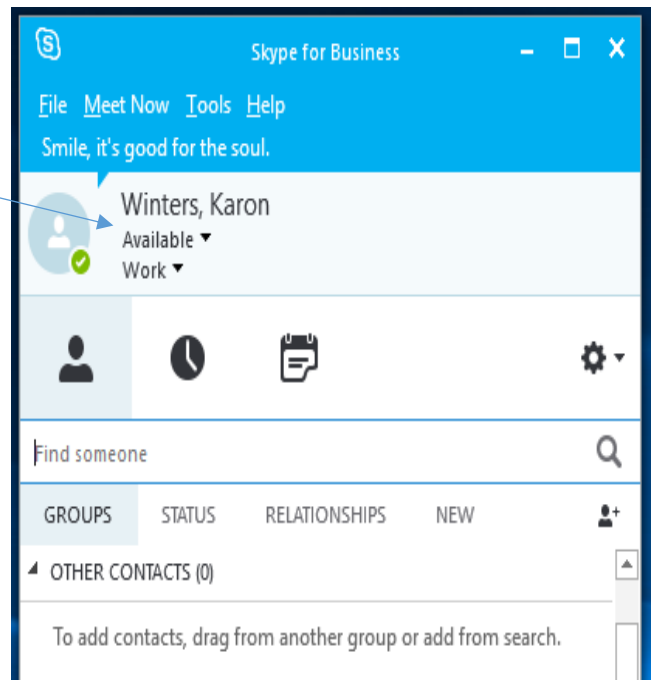 Skype for Business
File Meet Now Tools Help
Smile, it's good for the soul.
Winters, Karon
Available
Work
Find someone
GROUPS STATUS RELATIONSHIPS NEW
OTHER CONTACTS (0)
To add contacts, drag from another group or add from search.